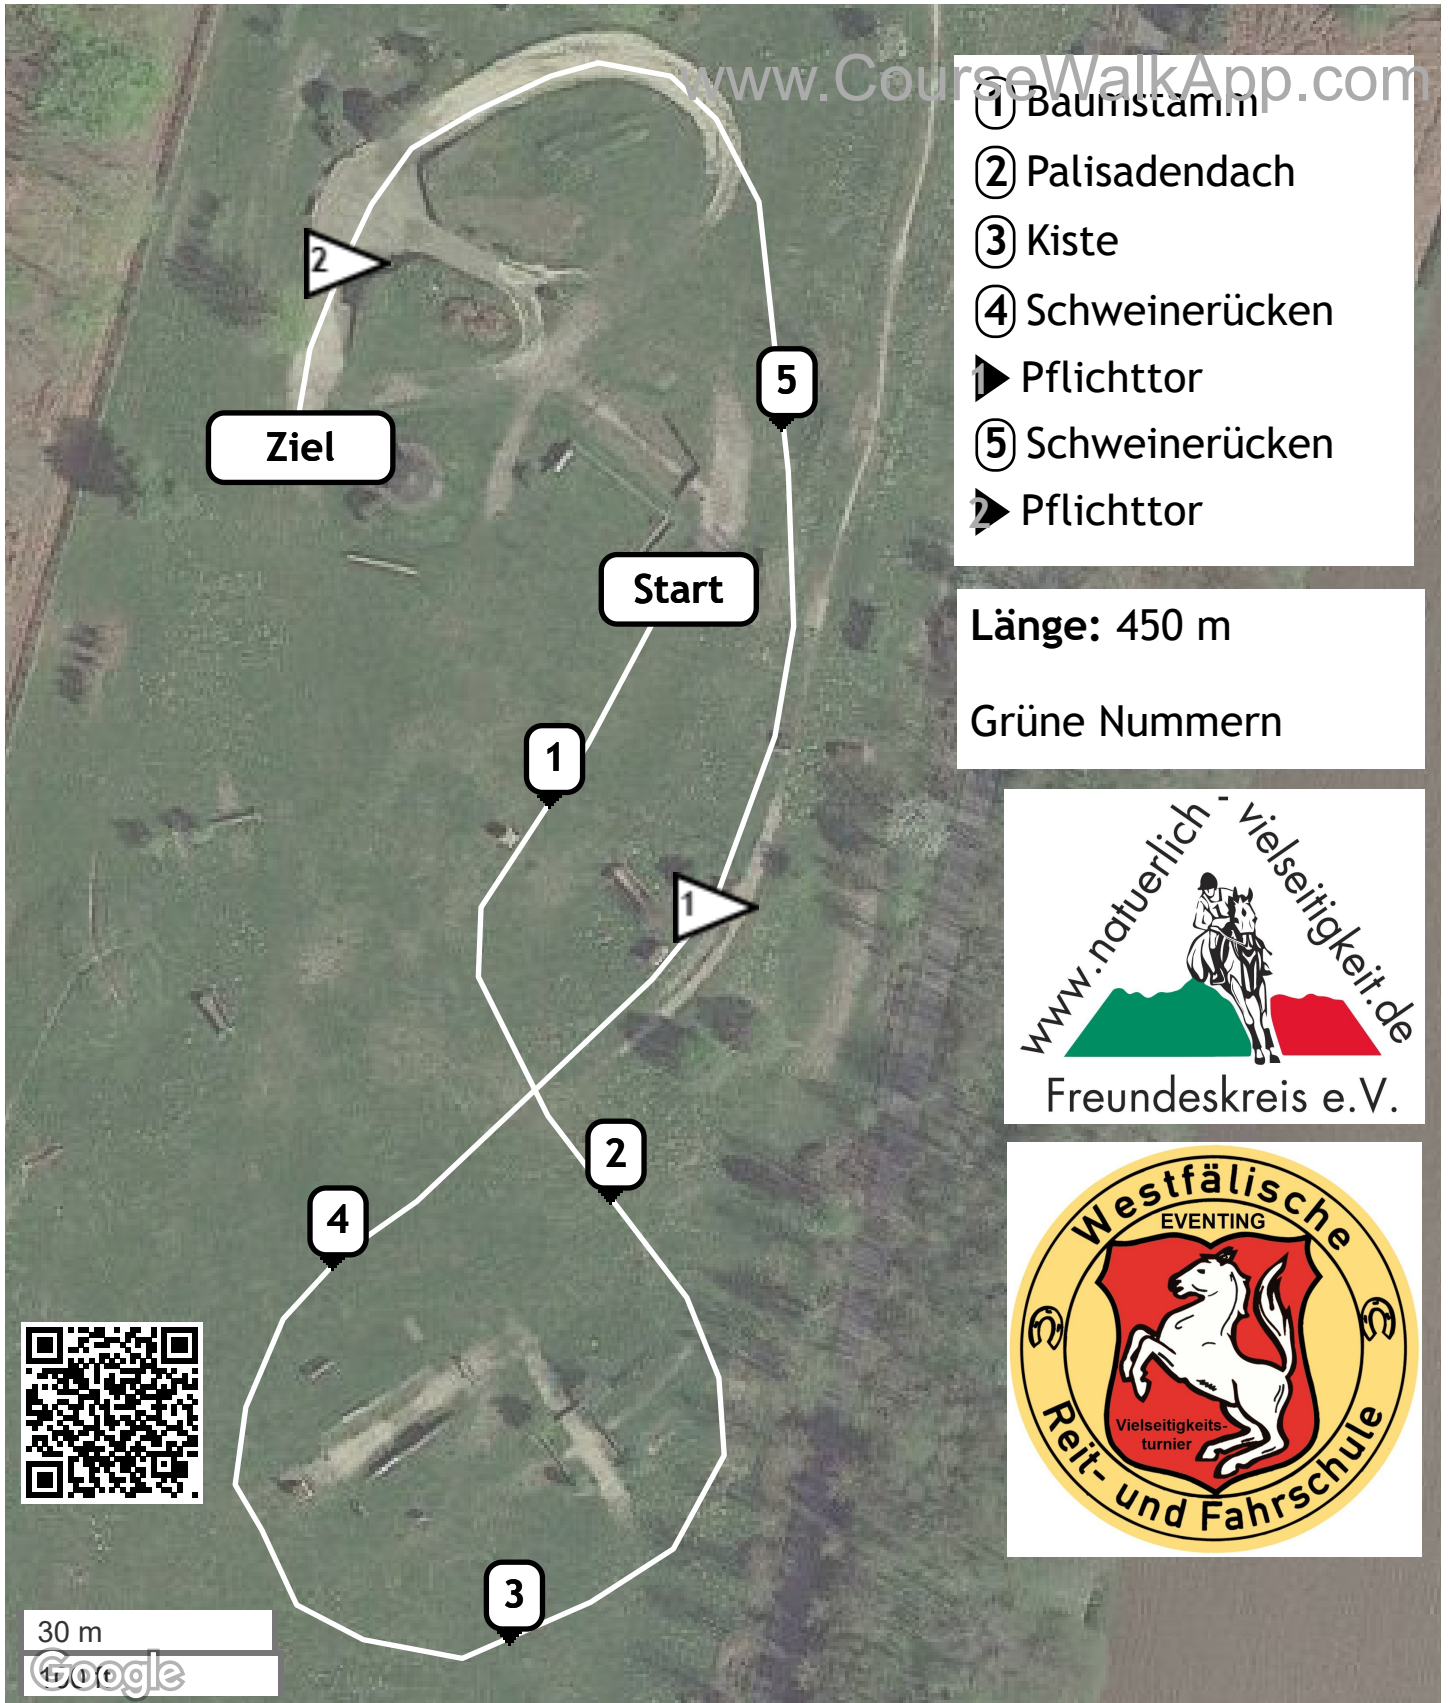 www.CourseWalkApp.com
1 Baumstamm
2 Palisadendach
3 Kiste
4 Schweinerücken
1 Pflichttor
5 Schweinerücken
2 Pflichttor
Länge: 450 m
Grüne Nummern
2
5
Ziel
Start
1
1
2
4
3
www.natuerlich - vielseitigkeit.de
Freundeskreis e.V.
Westfälische
EVENTING
Vielseitigkeits-
turnier
Reit- und Fahrschule
30 m
100 ft
Google